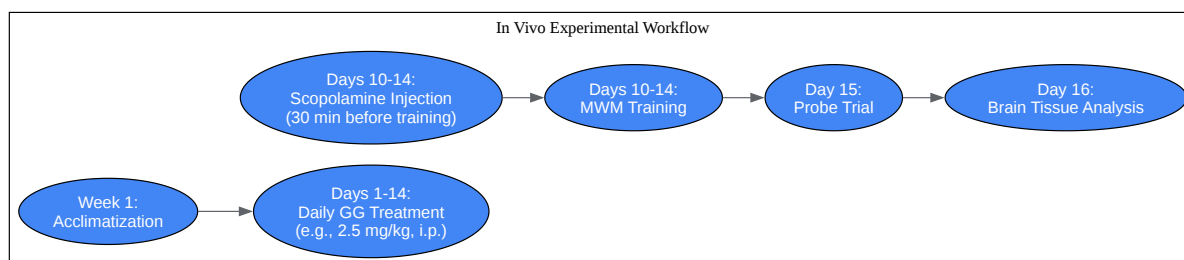 In Vivo Experimental Workflow
Days 10-14:
Scopolamine Injection
(30 min before training)
Days 10-14:
MWM Training
Day 15:
Probe Trial
Day 16:
Brain Tissue Analysis
Week 1:
Acclimatization
Days 1-14:
Daily GG Treatment
(e.g., 2.5 mg/kg, i.p.)